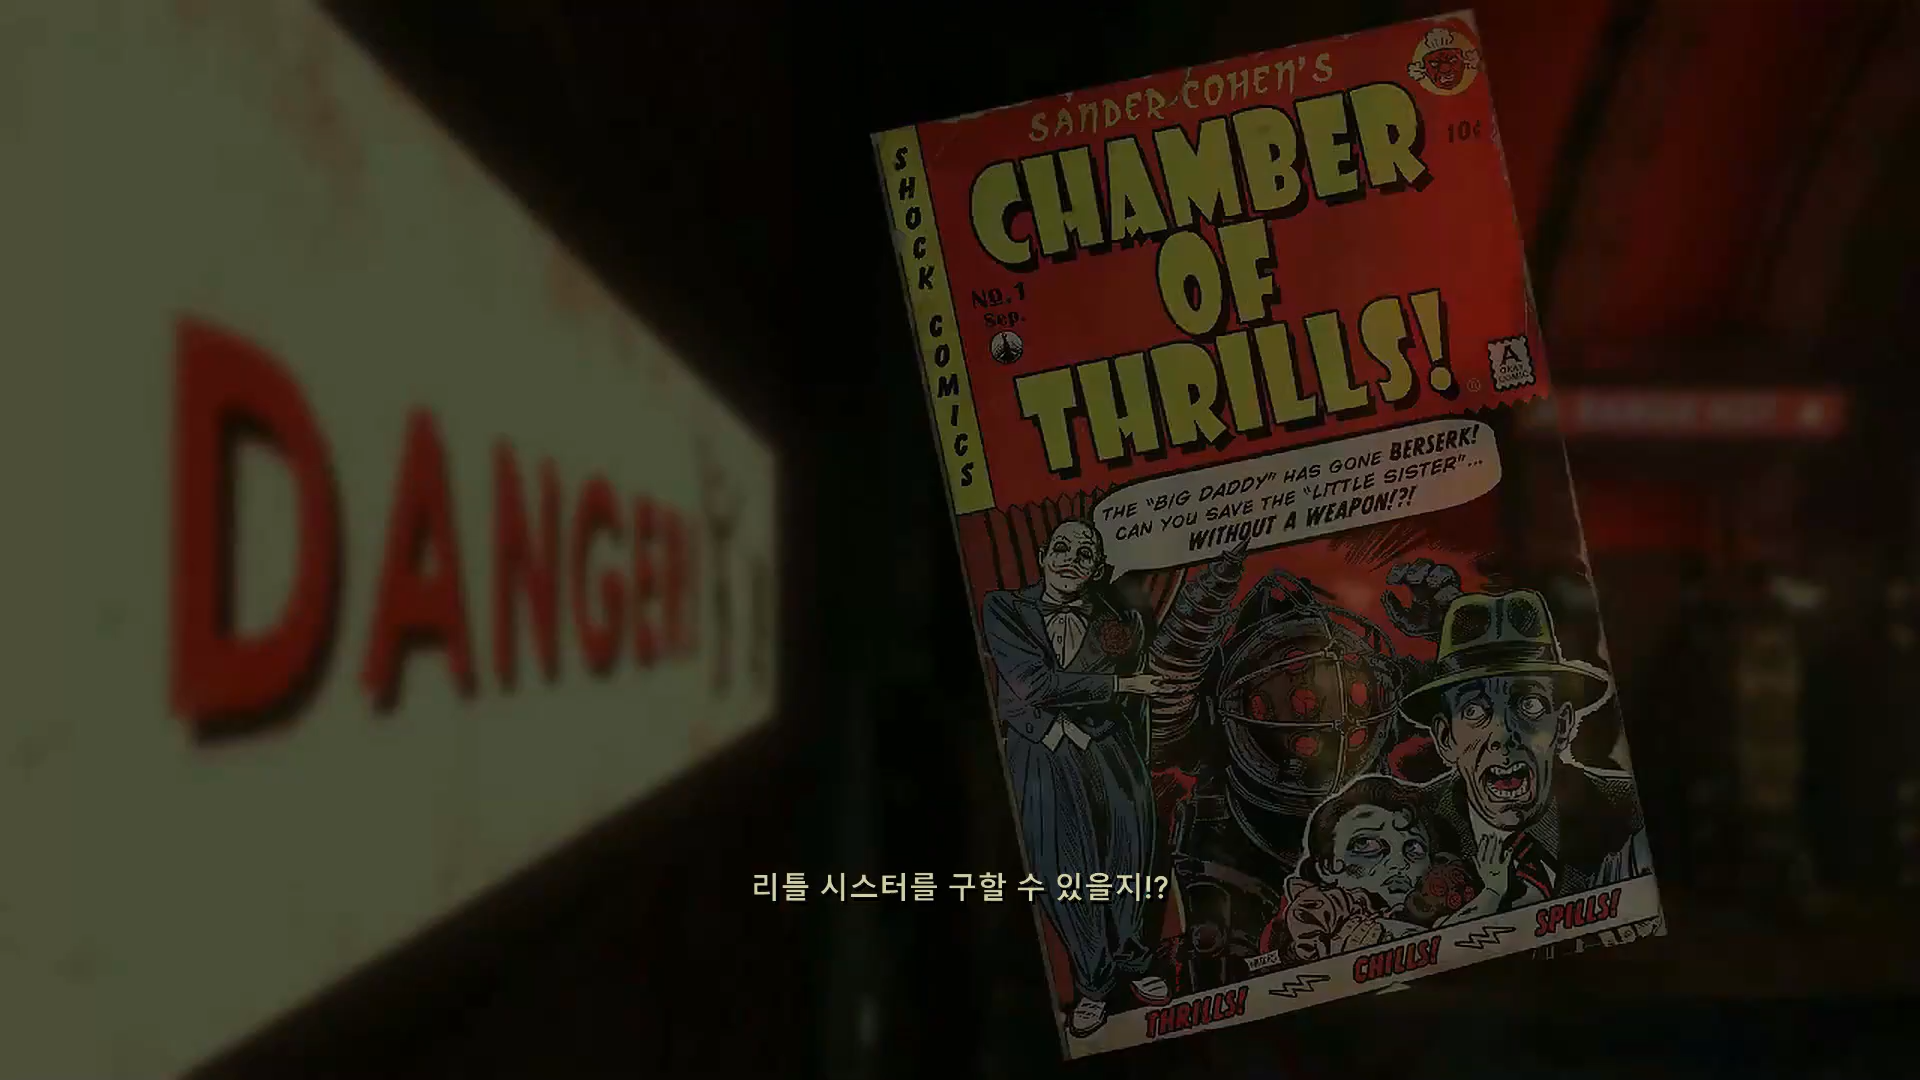 DANGER
SANDER COHEN'S
CHAMBER
OF
THRILLS!
10¢
SHOCK COMICS
No.1
Sep.
A
OKAY
COMIC
THE "BIG DADDY" HAS GONE BERSERK!
CAN YOU SAVE THE "LITTLE SISTER"...
WITHOUT A WEAPON!?!
리틀 시스터를 구할 수 있을지!?
THRILLS! CHILLS! SPILLS!